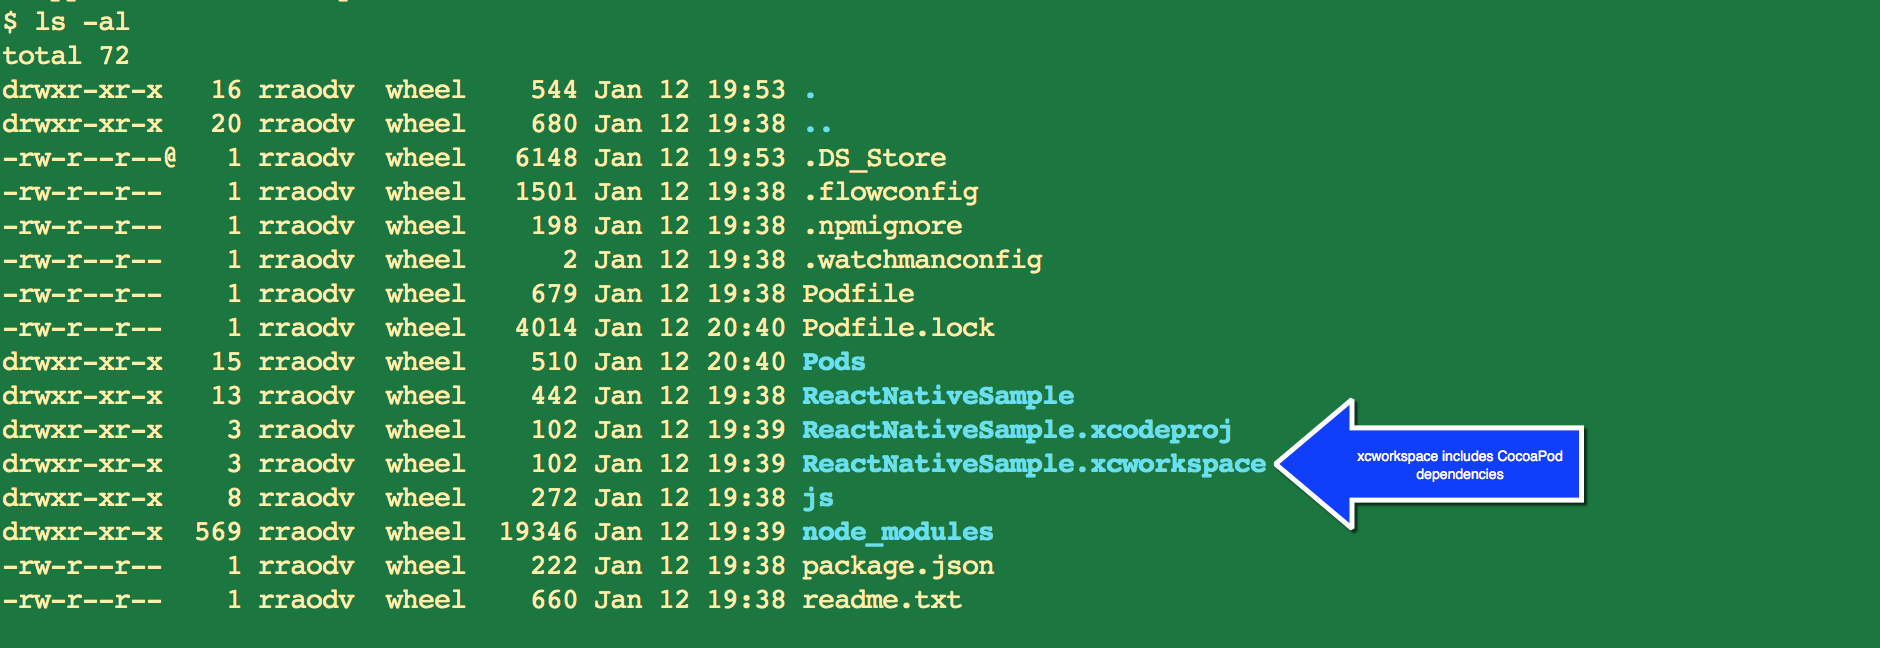 $ ls -al
total 72
drwxr-xr-x   16 rraodv  wheel    544 Jan 12 19:53 .
drwxr-xr-x   20 rraodv  wheel    680 Jan 12 19:38 ..
-rw-r--r--@   1 rraodv  wheel   6148 Jan 12 19:53 .DS_Store
-rw-r--r--    1 rraodv  wheel   1501 Jan 12 19:38 .flowconfig
-rw-r--r--    1 rraodv  wheel    198 Jan 12 19:38 .npmignore
-rw-r--r--    1 rraodv  wheel      2 Jan 12 19:38 .watchmanconfig
-rw-r--r--    1 rraodv  wheel    679 Jan 12 19:38 Podfile
-rw-r--r--    1 rraodv  wheel   4014 Jan 12 20:40 Podfile.lock
drwxr-xr-x   15 rraodv  wheel    510 Jan 12 20:40 Pods
drwxr-xr-x   13 rraodv  wheel    442 Jan 12 19:38 ReactNativeSample
drwxr-xr-x    3 rraodv  wheel    102 Jan 12 19:39 ReactNativeSample.xcodeproj
drwxr-xr-x    3 rraodv  wheel    102 Jan 12 19:39 ReactNativeSample.xcworkspace
xcworkspace includes CocoaPod
dependencies
drwxr-xr-x    8 rraodv  wheel    272 Jan 12 19:38 js
drwxr-xr-x  569 rraodv  wheel  19346 Jan 12 19:39 node_modules
-rw-r--r--    1 rraodv  wheel    222 Jan 12 19:38 package.json
-rw-r--r--    1 rraodv  wheel    660 Jan 12 19:38 readme.txt